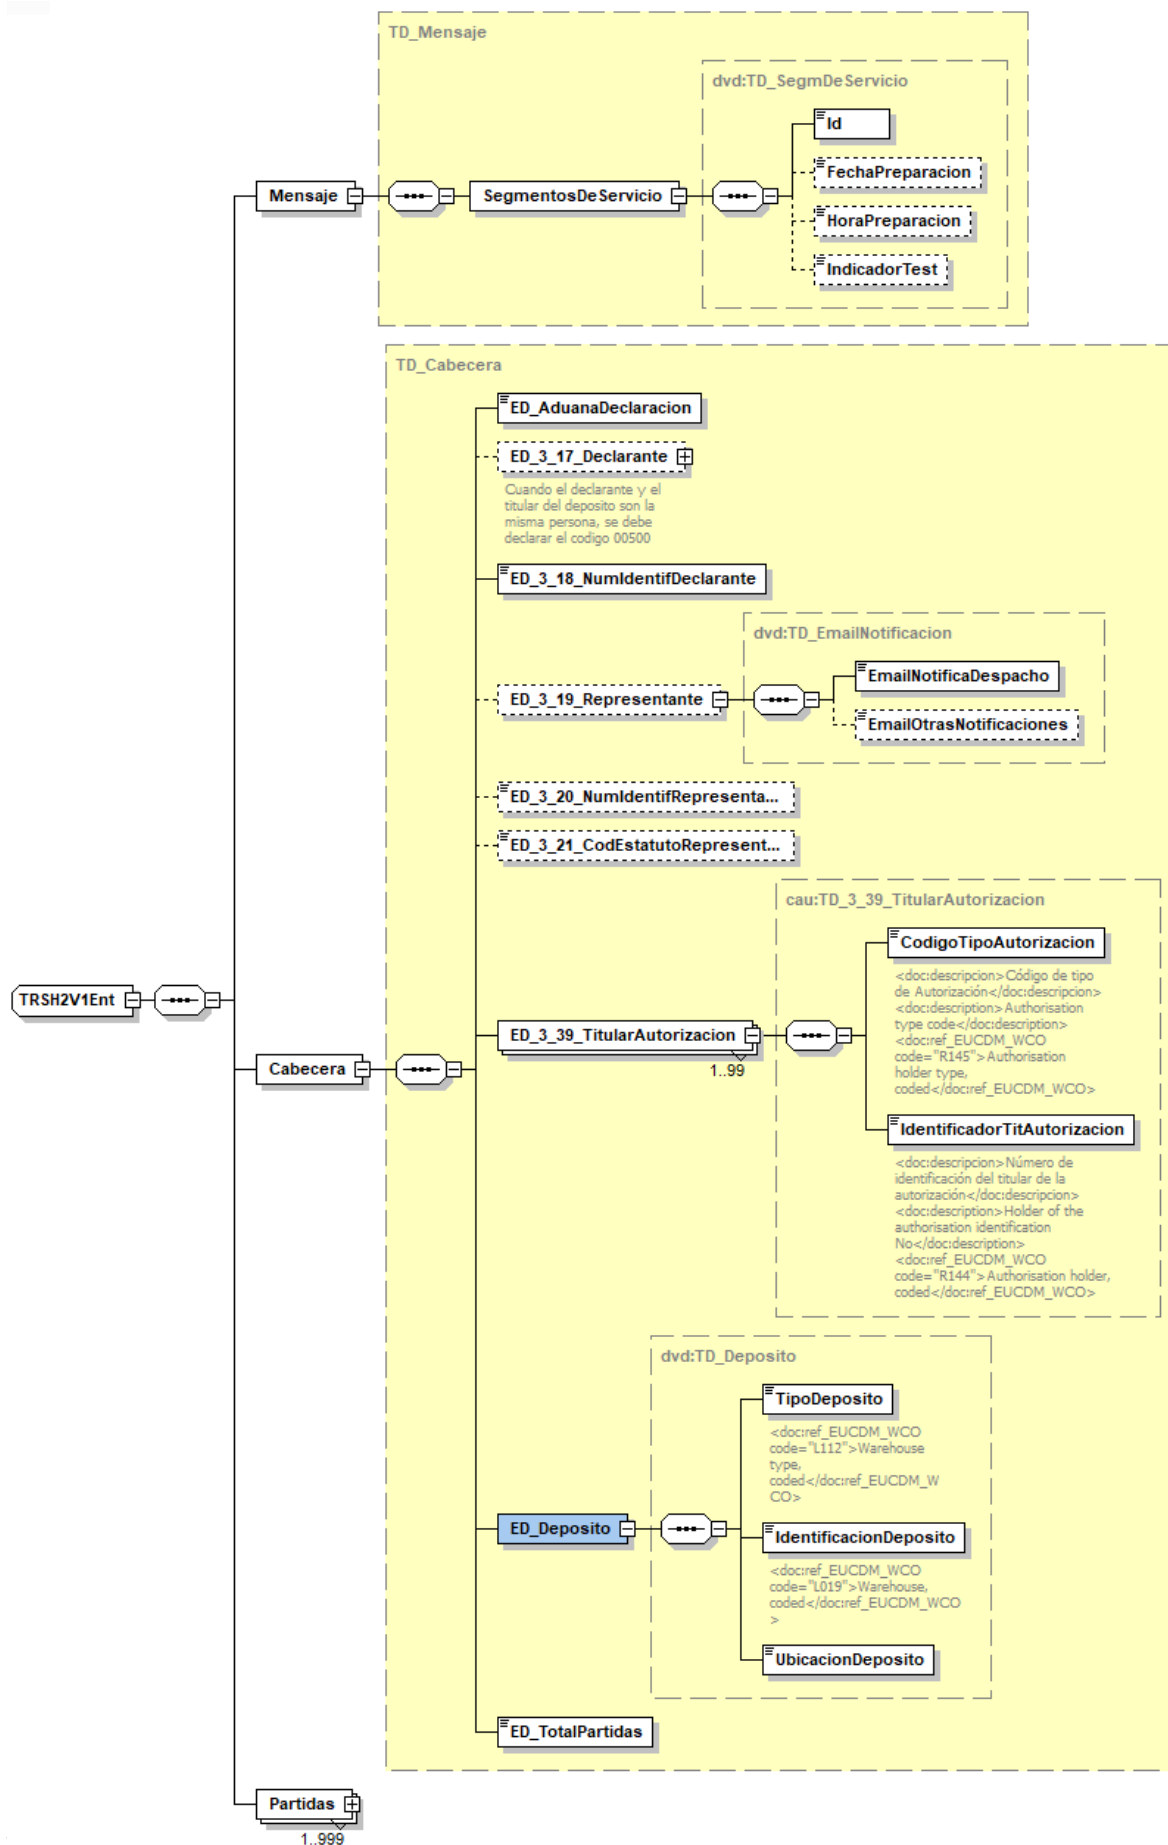 TD_Mensaje
dvd:TD_SegmDeServicio
Id
FechaPreparacion
HoraPreparacion
IndicadorTest
Mensaje
SegmentosDeServicio
TD_Cabecera
ED_AduanaDeclaracion
ED_3_17_Declarante
Cuando el declarante y el
titular del deposito son la
misma persona, se debe
declarar el codigo 00500
ED_3_18_NumIdentifDeclarante
dvd:TD_EmailNotificacion
EmailNotificaDespacho
ED_3_19_Representante
EmailOtrasNotificaciones
ED_3_20_NumIdentifRepresenta...
ED_3_21_CodEstatutoRepresent...
cau:TD_3_39_TitularAutorizacion
CodigoTipoAutorizacion
<doc:descripcion>Código de tipo
de Autorización</doc:descripcion>
<doc:description>Authorisation
type code</doc:description>
<doc:ref_EUCDM_WCO
code="R145">Authorisation
holder type,
coded</doc:ref_EUCDM_WCO>
TRSH2V1Ent
ED_3_39_TitularAutorizacion
1..99
Cabecera
IdentificadorTitAutorizacion
<doc:descripcion>Número de
identificación del titular de la
autorización</doc:descripcion>
<doc:description>Holder of the
authorisation identification
No</doc:description>
<doc:ref_EUCDM_WCO
code="R144">Authorisation holder,
coded</doc:ref_EUCDM_WCO>
dvd:TD_Deposito
TipoDeposito
<doc:ref_EUCDM_WCO
code="L112">Warehouse
type,
coded</doc:ref_EUCDM_W
CO>
ED_Deposito
IdentificacionDeposito
<doc:ref_EUCDM_WCO
code="L019">Warehouse,
coded</doc:ref_EUCDM_WCO
>
UbicacionDeposito
ED_TotalPartidas
Partidas
1..999